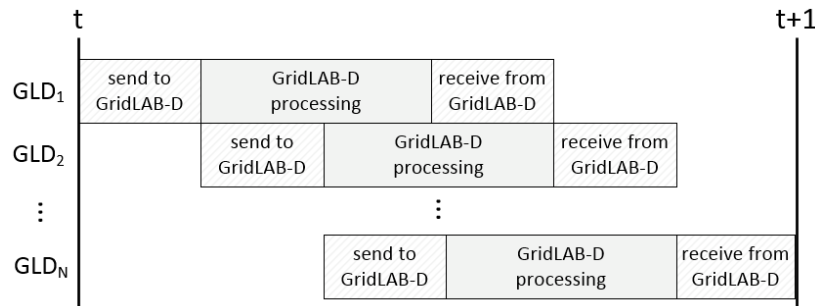 t t+1
GLD₁ send to GridLAB-D GridLAB-D processing receive from GridLAB-D
GLD₂ send to GridLAB-D GridLAB-D processing receive from GridLAB-D
⋮ ⋮
GLD_N send to GridLAB-D GridLAB-D processing receive from GridLAB-D